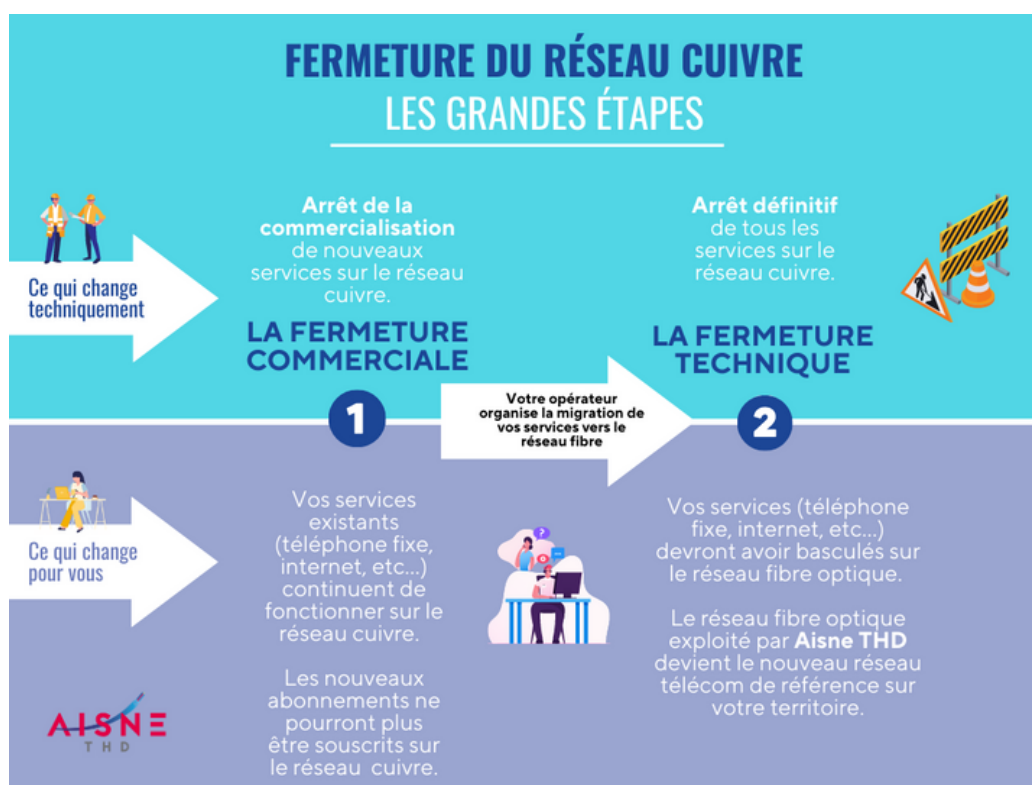 FERMETURE DU RÉSEAU CUIVRE
LES GRANDES ÉTAPES
Ce qui change
techniquement
Arrêt de la
commercialisation
de nouveaux
services sur le réseau
cuivre.
LA FERMETURE
COMMERCIALE
1
Votre opérateur
organise la migration de
vos services vers le
réseau fibre
Arrêt définitif
de tous les
services sur le
réseau cuivre.
LA FERMETURE
TECHNIQUE
2
Ce qui change
pour vous
Vos services
existants
(téléphone fixe,
internet, etc...)
continuent de
fonctionner sur le
réseau cuivre.
Les nouveaux
abonnements ne
pourront plus
être souscrits sur
le réseau cuivre.
Vos services (téléphone
fixe, internet, etc...)
devront avoir basculés sur
le réseau fibre optique.
Le réseau fibre optique
exploité par Aisne THD
devient le nouveau réseau
télécom de référence sur
votre territoire.
AISNE
THD